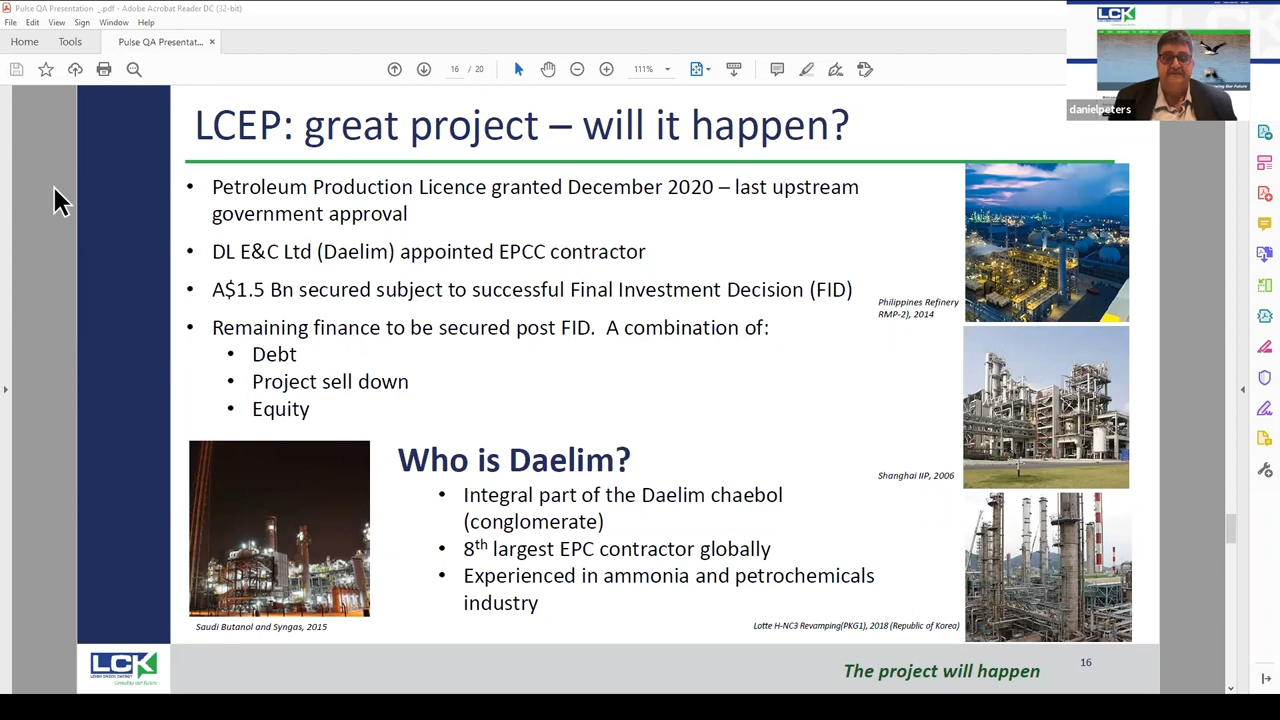 Pulse QA Presentation _.pdf - Adobe Acrobat Reader DC (32-bit)
File Edit View Sign Window Help
Home Tools Pulse QA Presentat... ×
16 / 111%
LCK
danielpeters
LCEP: great project – will it happen?
• Petroleum Production Licence granted December 2020 – last upstream
government approval
• DL E&C Ltd (Daelim) appointed EPCC contractor
• A$1.5 Bn secured subject to successful Final Investment Decision (FID)
• Remaining finance to be secured post FID. A combination of:
• Debt
• Project sell down
• Equity
Philippines Refinery
RMP-2), 2014
Shanghai IIP, 2006
Who is Daelim?
• Integral part of the Daelim chaebol
(conglomerate)
• 8th largest EPC contractor globally
• Experienced in ammonia and petrochemicals
industry
Saudi Butanol and Syngas, 2015
Lotte H-NC3 Revamping(PKG1), 2018 (Republic of Korea)
LCK
LEIGH CREEK ENERGY
The project will happen
16